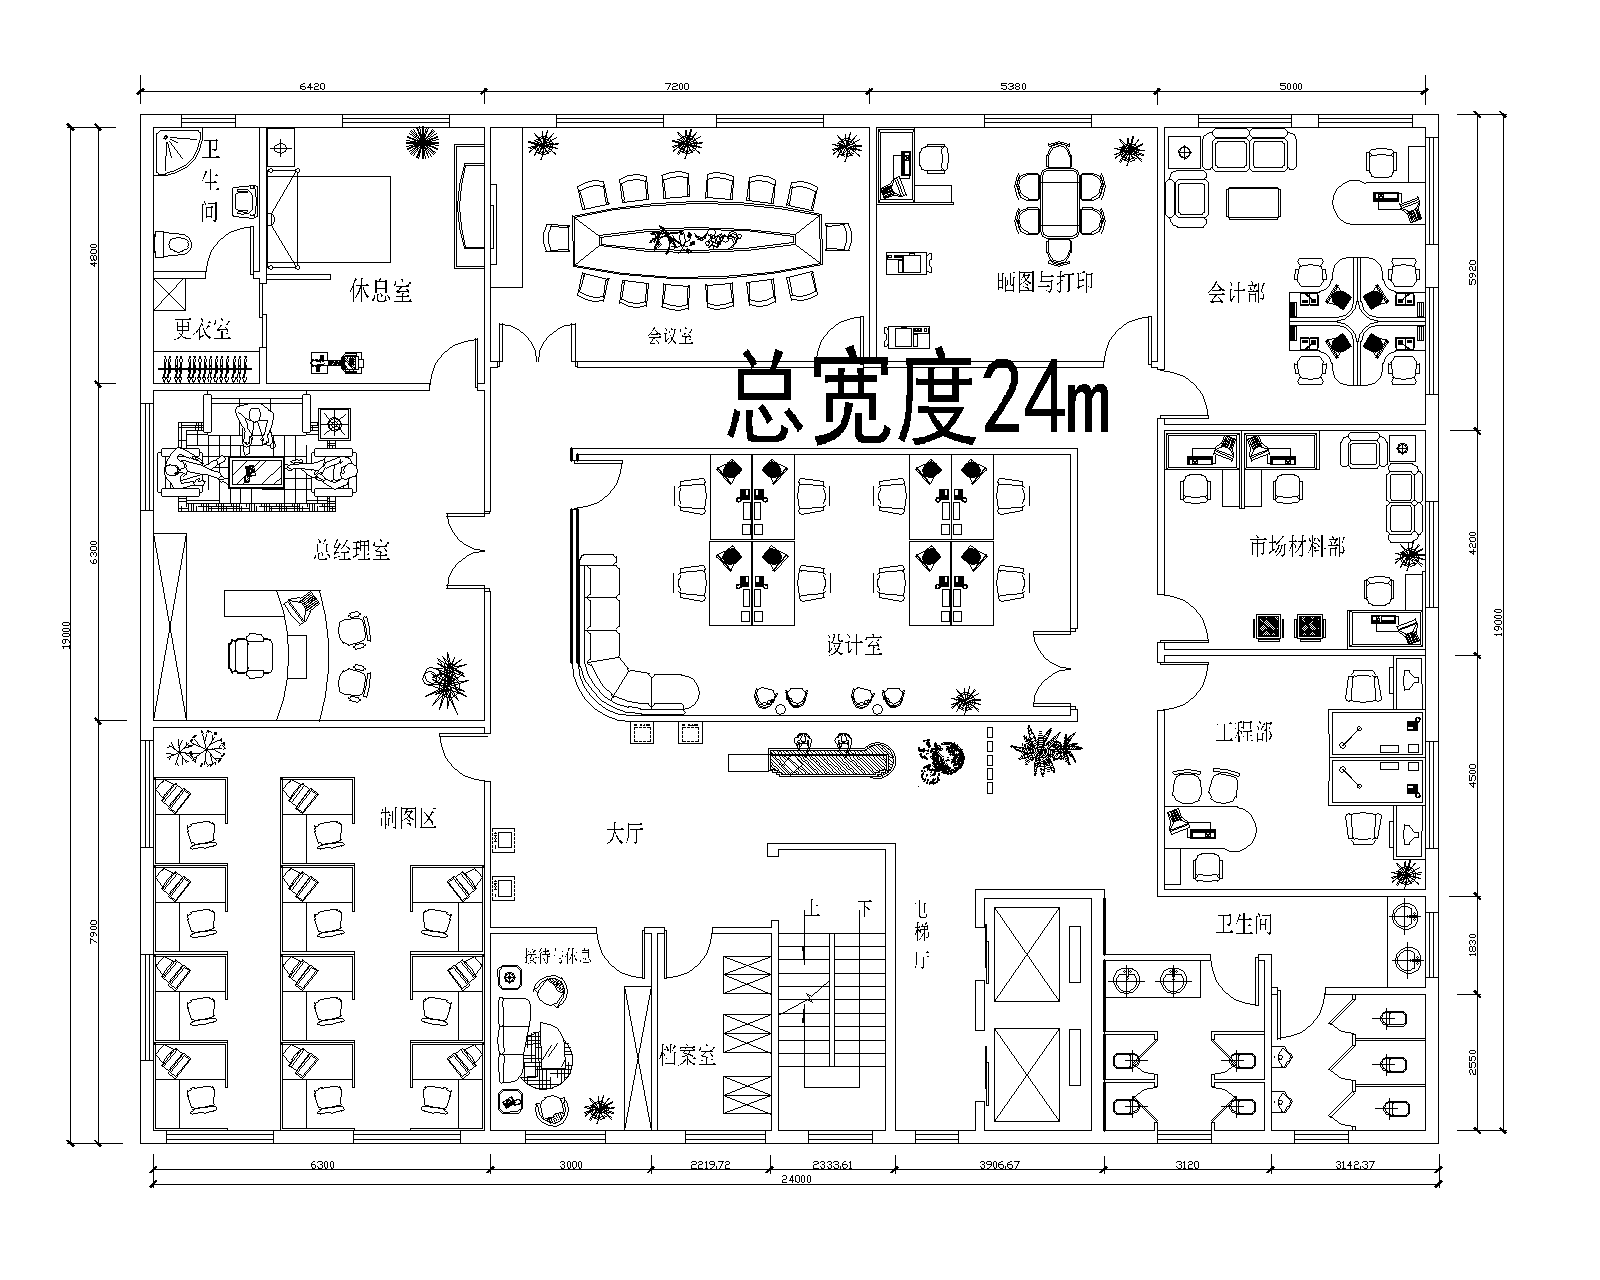 6420
7200
5380
5000
卫生间
休息室
更衣室
会议室
晒图与打印
会计部
总宽度24m
总经理室
设计室
市场材料部
工程部
制图区
大厅
上
下
电梯厅
卫生间
接待与休息
档案室
4800
6300
7900
19000
5920
4200
4500
1830
2550
19000
6300
3000
2219,72
2333,61
3906,67
3120
3142,37
24000